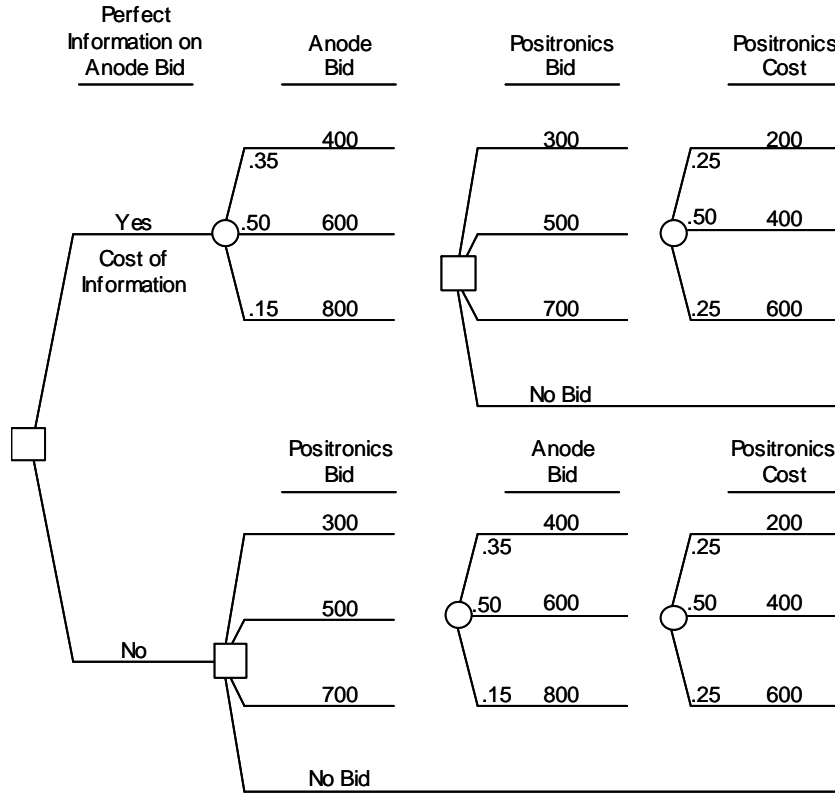 Perfect
Information on
Anode Bid
Anode
Bid
Positronics
Bid
Positronics
Cost
400
.35
300
200
.25
Yes
.50
600
500
.50
400
Cost of
Information
.15
800
700
.25
600
No Bid
Positronics
Bid
Anode
Bid
Positronics
Cost
300
400
.35
200
.25
500
.50
600
.50
400
No
700
.15
800
.25
600
No Bid